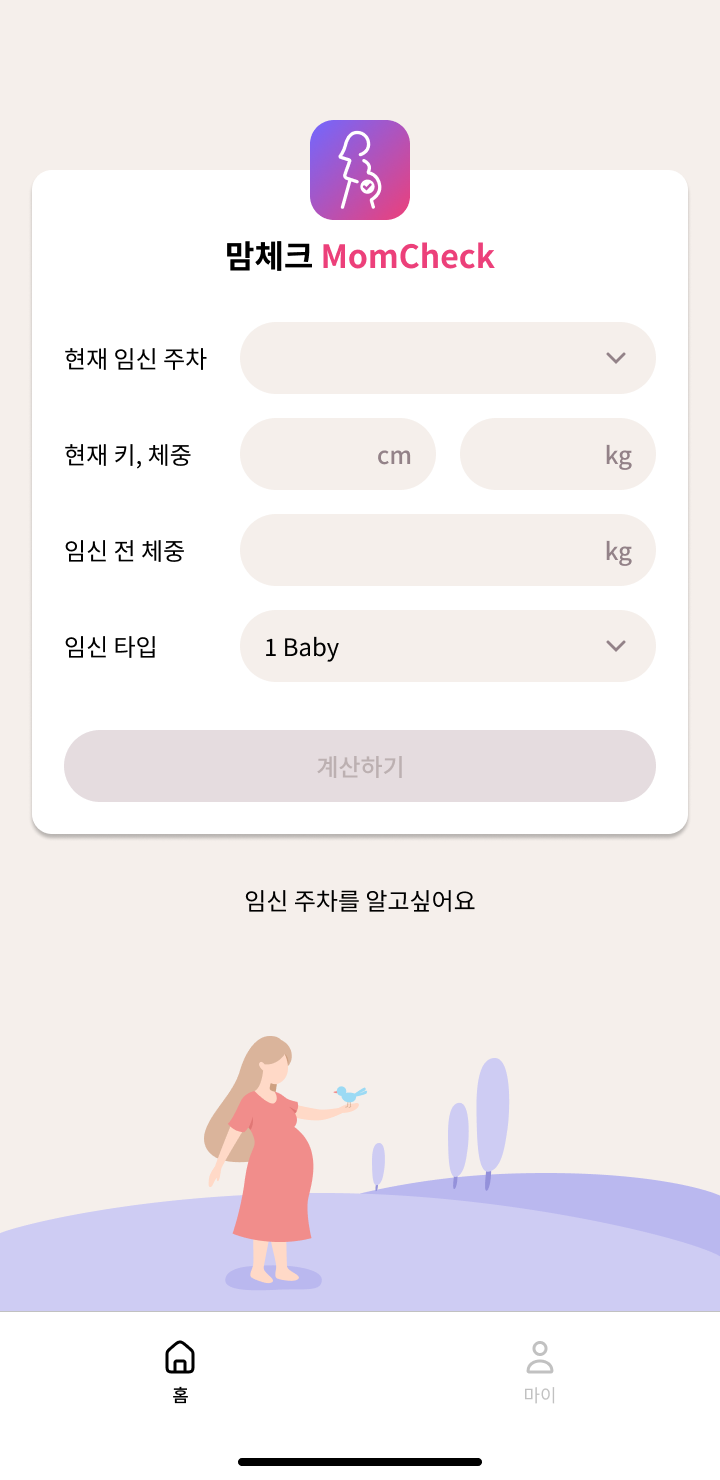 맘체크 MomCheck
현재 임신 주차
현재 키, 체중 cm kg
임신 전 체중 kg
임신 타입 1 Baby
계산하기
임신 주차를 알고싶어요
홈 마이